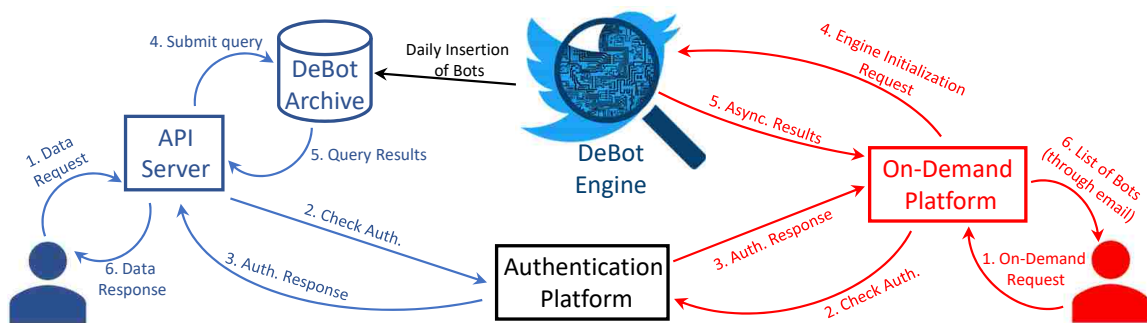 4. Submit query
DeBot
Archive
Daily Insertion
of Bots
4. Engine Initialization
Request
API
Server
1. Data
Request
5. Query Results
5. Async. Results
DeBot
Engine
On-Demand
Platform
6. List of Bots
(through email)
2. Check Auth.
3. Auth. Response
6. Data
Response
Authentication
Platform
3. Auth. Response
2. Check Auth.
1. On-Demand
Request